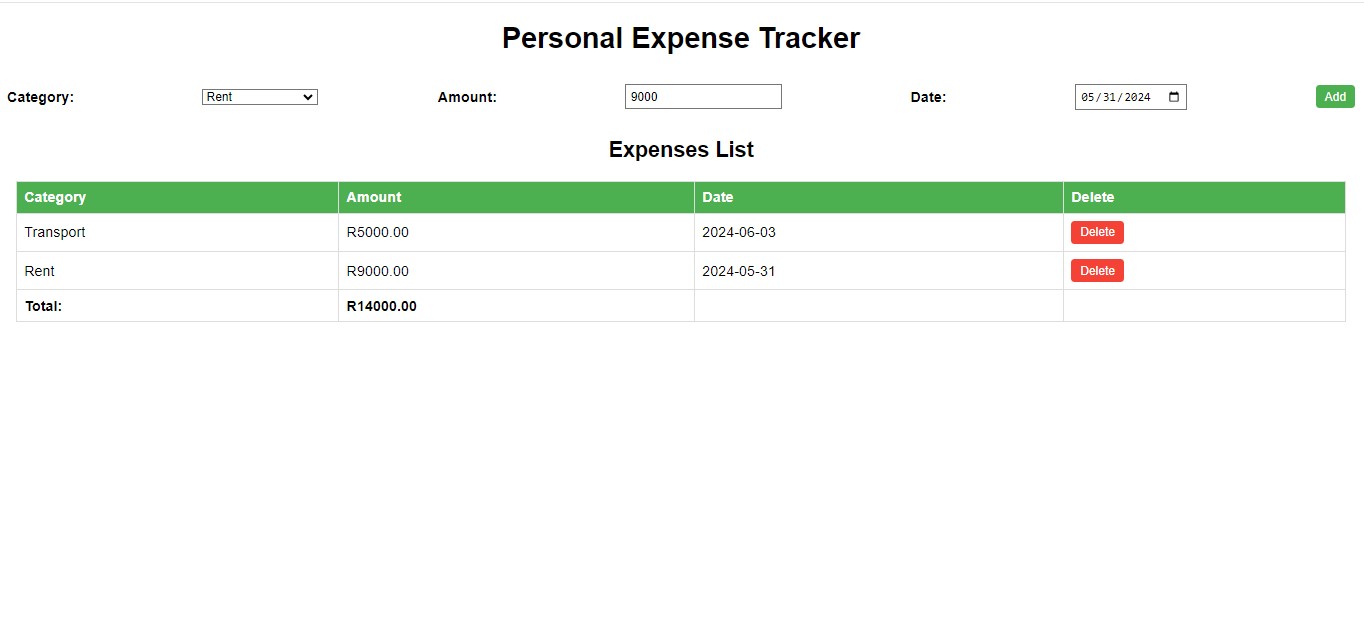 Personal Expense Tracker
Category: Rent Amount: 9000 Date: 05/31/2024 Add
Expenses List
Category Amount Date Delete
Transport R5000.00 2024-06-03 Delete
Rent R9000.00 2024-05-31 Delete
Total: R14000.00